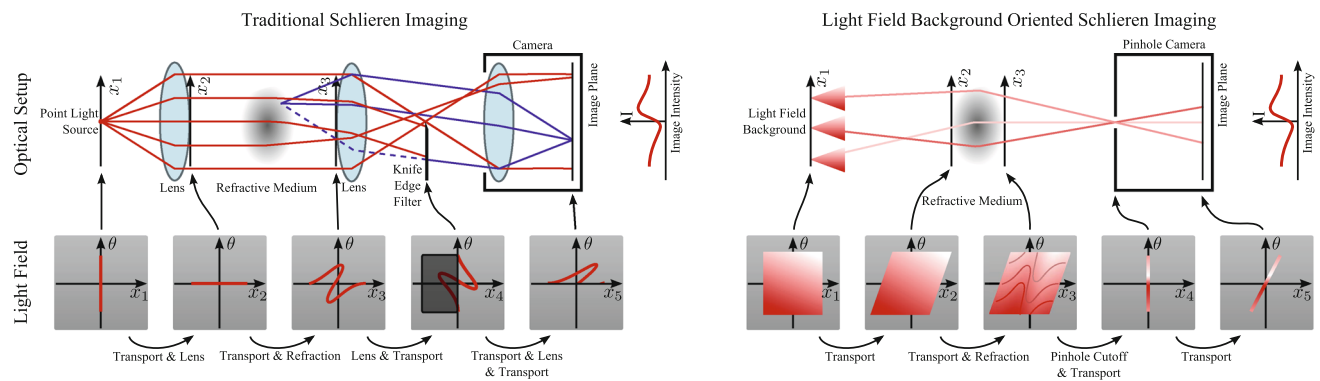 Traditional Schlieren Imaging
Optical Setup
Camera
x₁
x₂
x₃
Point Light
Source
Lens
Refractive Medium
Lens
Knife
Edge
Filter
Image Plane
I
Image Intensity
Light Field
θ
x₁
θ
x₂
θ
x₃
θ
x₄
θ
x₅
Transport & Lens
Transport & Refraction
Lens & Transport
Transport & Lens
& Transport
Light Field Background Oriented Schlieren Imaging
Pinhole Camera
x₁
x₂
x₃
Light Field
Background
Refractive Medium
Image Plane
I
Image Intensity
θ
x₁
θ
x₂
θ
x₃
θ
x₄
θ
x₅
Transport
Transport & Refraction
Pinhole Cutoff
& Transport
Transport